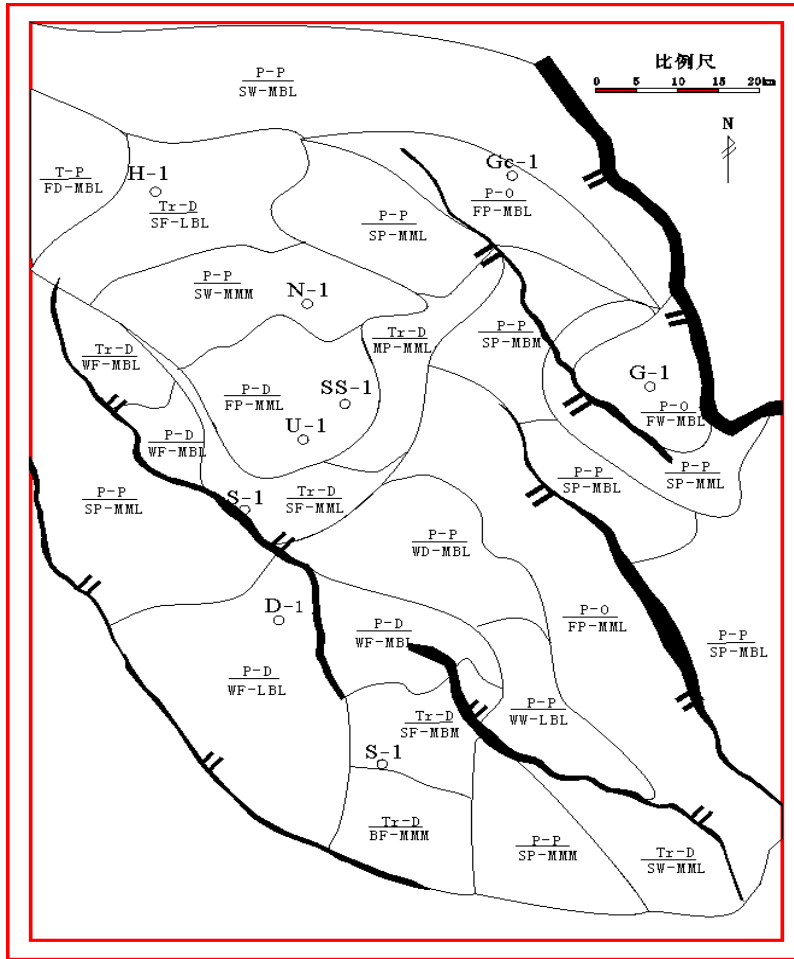 比例尺
0 5 10 15 20km
N
P-P
SW-MBL
Gc-1
T-P
FD-MBL
H-1
Tr-D
SF-LBL
P-O
FP-MBL
P-P
SP-MML
P-P
SW-MMM
N-1
Tr-D
MP-MML
P-P
SP-MBM
Tr-D
WF-MBL
P-D
FP-MML
SS-1
U-1
G-1
P-O
FW-MBL
P-D
WF-MBL
P-P
SP-MBL
P-P
SP-MML
P-P
SP-MML
S-1
Tr-D
SF-MML
P-P
WD-MBL
D-1
P-D
WF-MBL
P-O
FP-MML
P-P
SP-MBL
P-D
WF-LBL
P-P
WW-LBL
Tr-D
SF-MBM
S-1
Tr-D
BF-MMM
P-P
SP-MMM
Tr-D
SW-MML